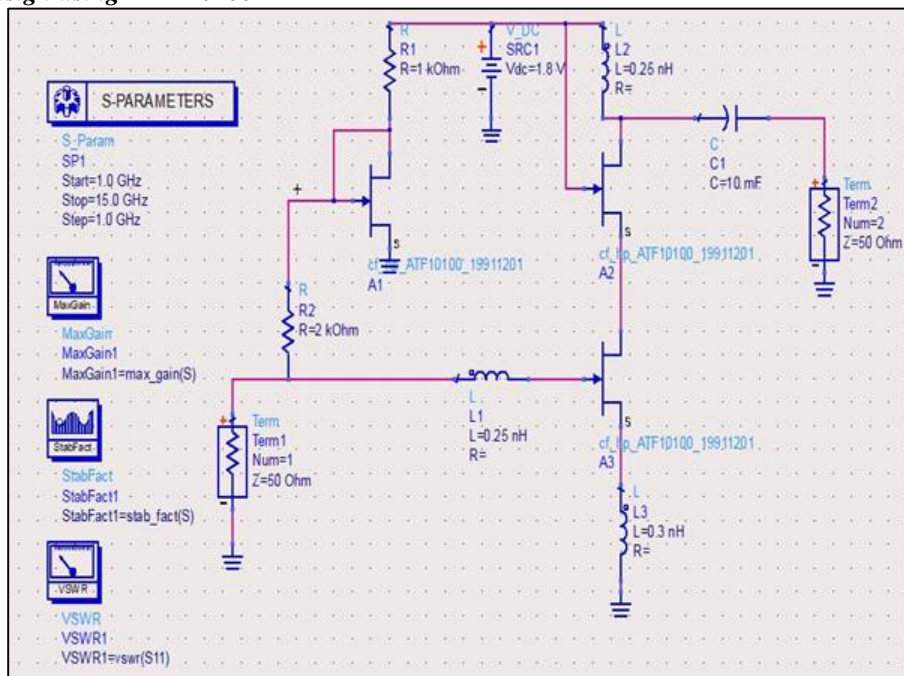 S-PARAMETERS
S_Param
SP1
Start=1.0 GHz
Stop=15.0 GHz
Step=1.0 GHz
MaxGain
MaxGain
MaxGain1
MaxGain1=max_gain(S)
StabFact
StabFact
StabFact1
StabFact1=stab_fact(S)
VSWR
VSWR
VSWR1
VSWR1=vswr(S11)
R
R1
R=1 kOhm
V_DC
SRC1
Vdc=1.8 V
L
L2
L=0.25 nH
R=
C
C1
C=10 mF
Term
Term2
Num=2
Z=50 Ohm
S
cf_hp_ATF10100_19911201
A1
S
cf_hp_ATF10100_19911201
A2
R
R2
R=2 kOhm
Term
Term1
Num=1
Z=50 Ohm
L
L1
L=0.25 nH
R=
S
cf_hp_ATF10100_19911201
A3
L
L3
L=0.3 nH
R=